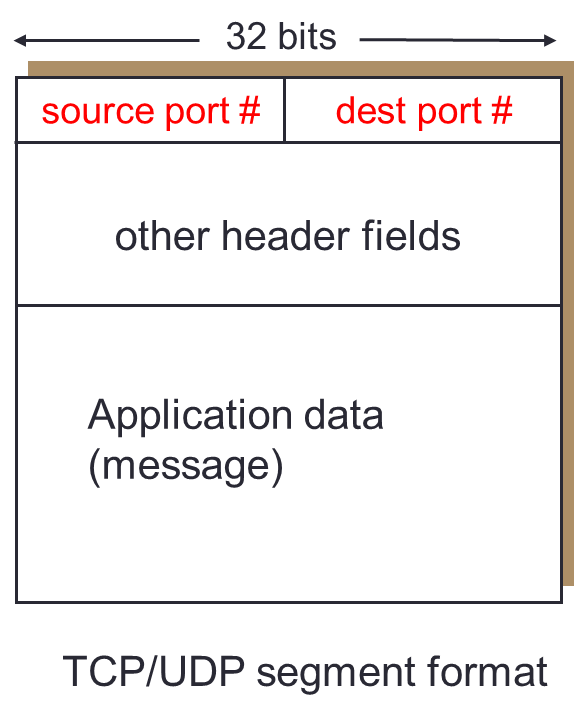 32 bits
source port # dest port #
other header fields
Application data
(message)
TCP/UDP segment format